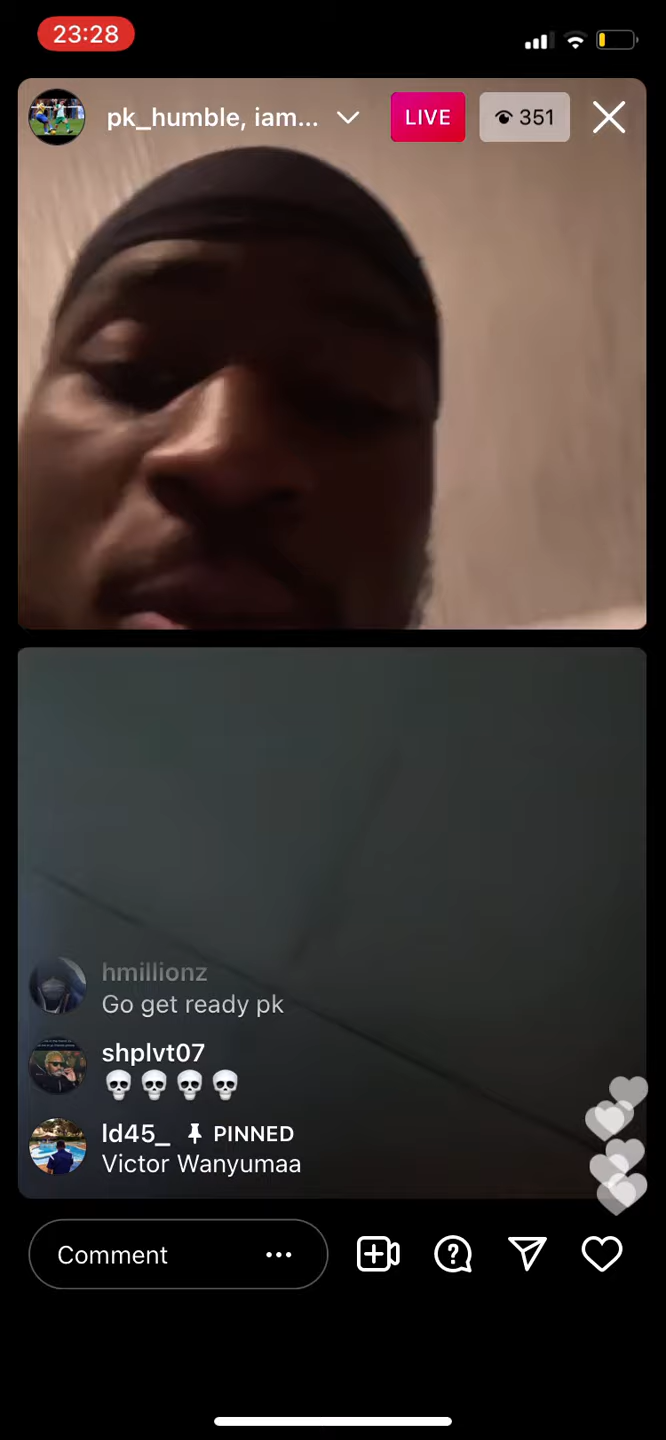 23:28
pk_humble, iam...
LIVE
351
hmillionz
Go get ready pk
shplvt07
💀💀💀💀
ld45_ PINNED
Victor Wanyumaa
Comment